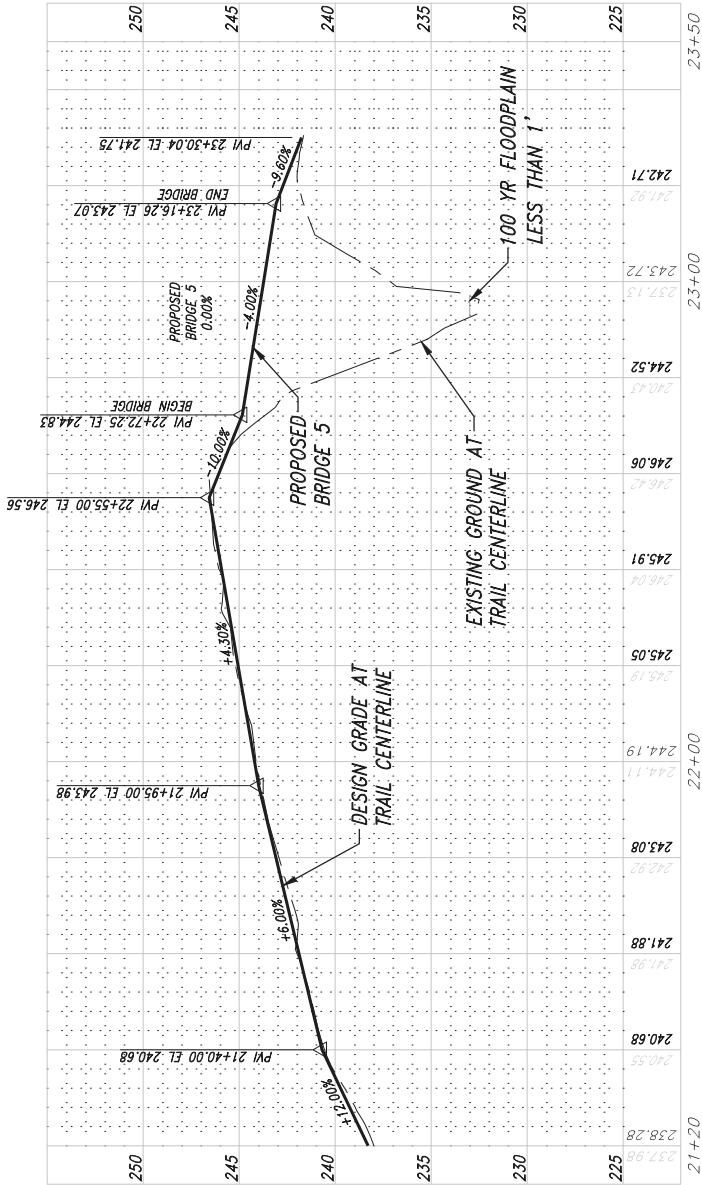 250
245
240
235
230
225
PVI 21+40.00 EL 240.68
PVI 21+95.00 EL 243.98
PVI 22+55.00 EL 246.56
PVI 22+72.25 EL 244.83
BEGIN BRIDGE
PVI 23+16.26 EL 243.07
END BRIDGE
PVI 23+30.04 EL 241.75
+12.00%
+6.00%
+4.30%
-10.00%
-4.00%
-9.60%
PROPOSED
BRIDGE 5
0.00%
DESIGN GRADE AT
TRAIL CENTERLINE
PROPOSED
BRIDGE 5
EXISTING GROUND AT
TRAIL CENTERLINE
100 YR FLOODPLAIN
LESS THAN 1'
250
245
240
235
230
225
237.98
238.28
240.55
240.68
241.98
241.88
242.92
243.08
244.11
244.19
245.19
245.05
246.04
245.91
246.42
246.06
240.43
244.52
237.13
243.72
241.92
242.71
21+20
22+00
23+00
23+50